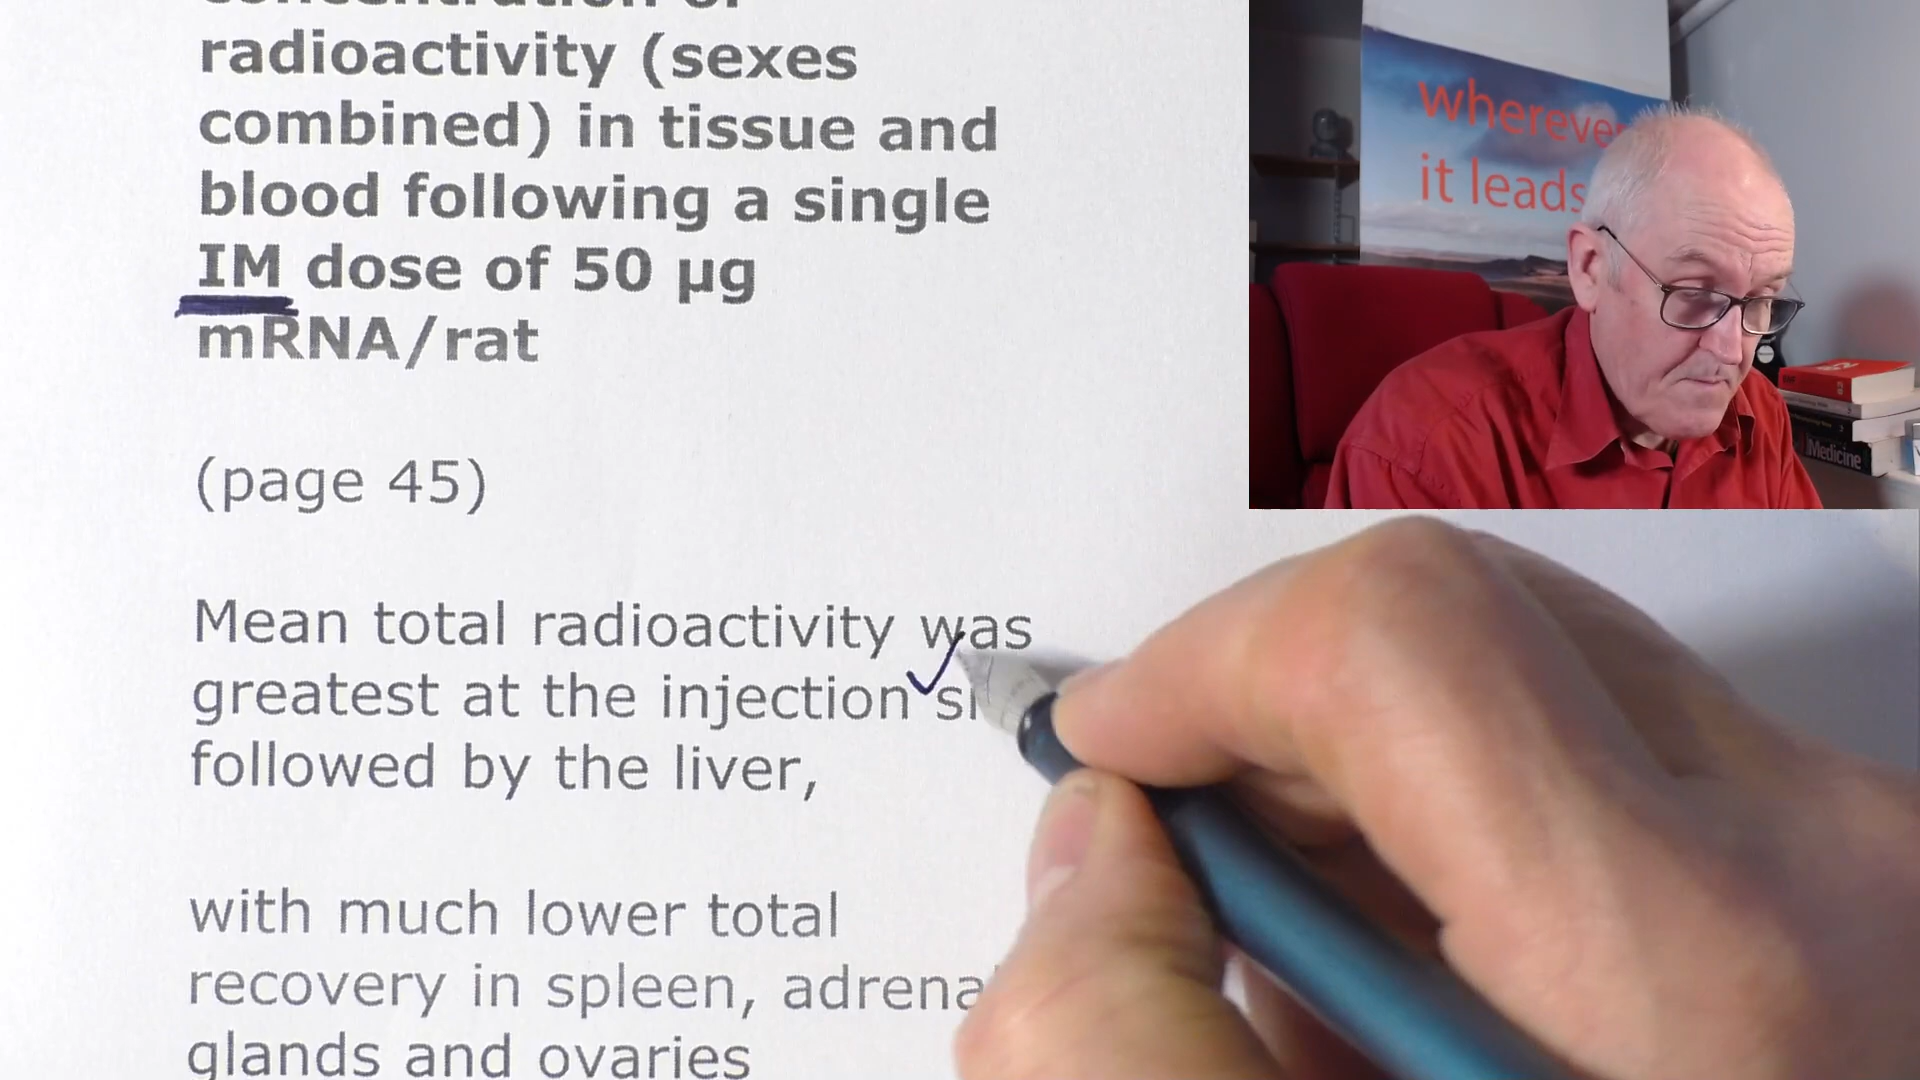 concentration of
radioactivity (sexes
combined) in tissue and
blood following a single
IM dose of 50 µg
mRNA/rat
(page 45)
Mean total radioactivity was
greatest at the injection
followed by the liver,
with much lower total
recovery in spleen,
glands and ovaries
wherever
it leads
Medicine